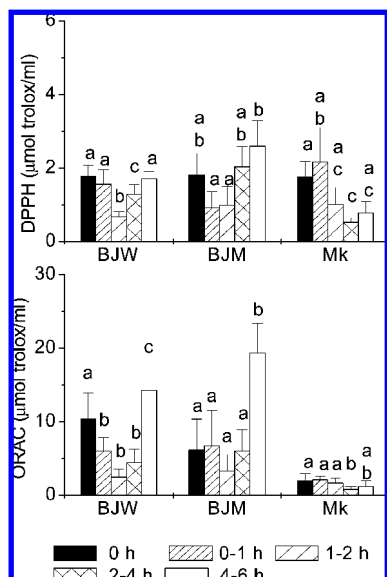 DPPH (µmol trolox/ml)
6
4
2
0
a a b c a
a b a a a b b
a b a b a c c a c
BJW BJM Mk
ORAC (µmol trolox/ml)
30
20
10
0
a b b b c
a a a a b
a a a b a
BJW BJM Mk
0 h 0-1 h 1-2 h
2-4 h 4-6 h